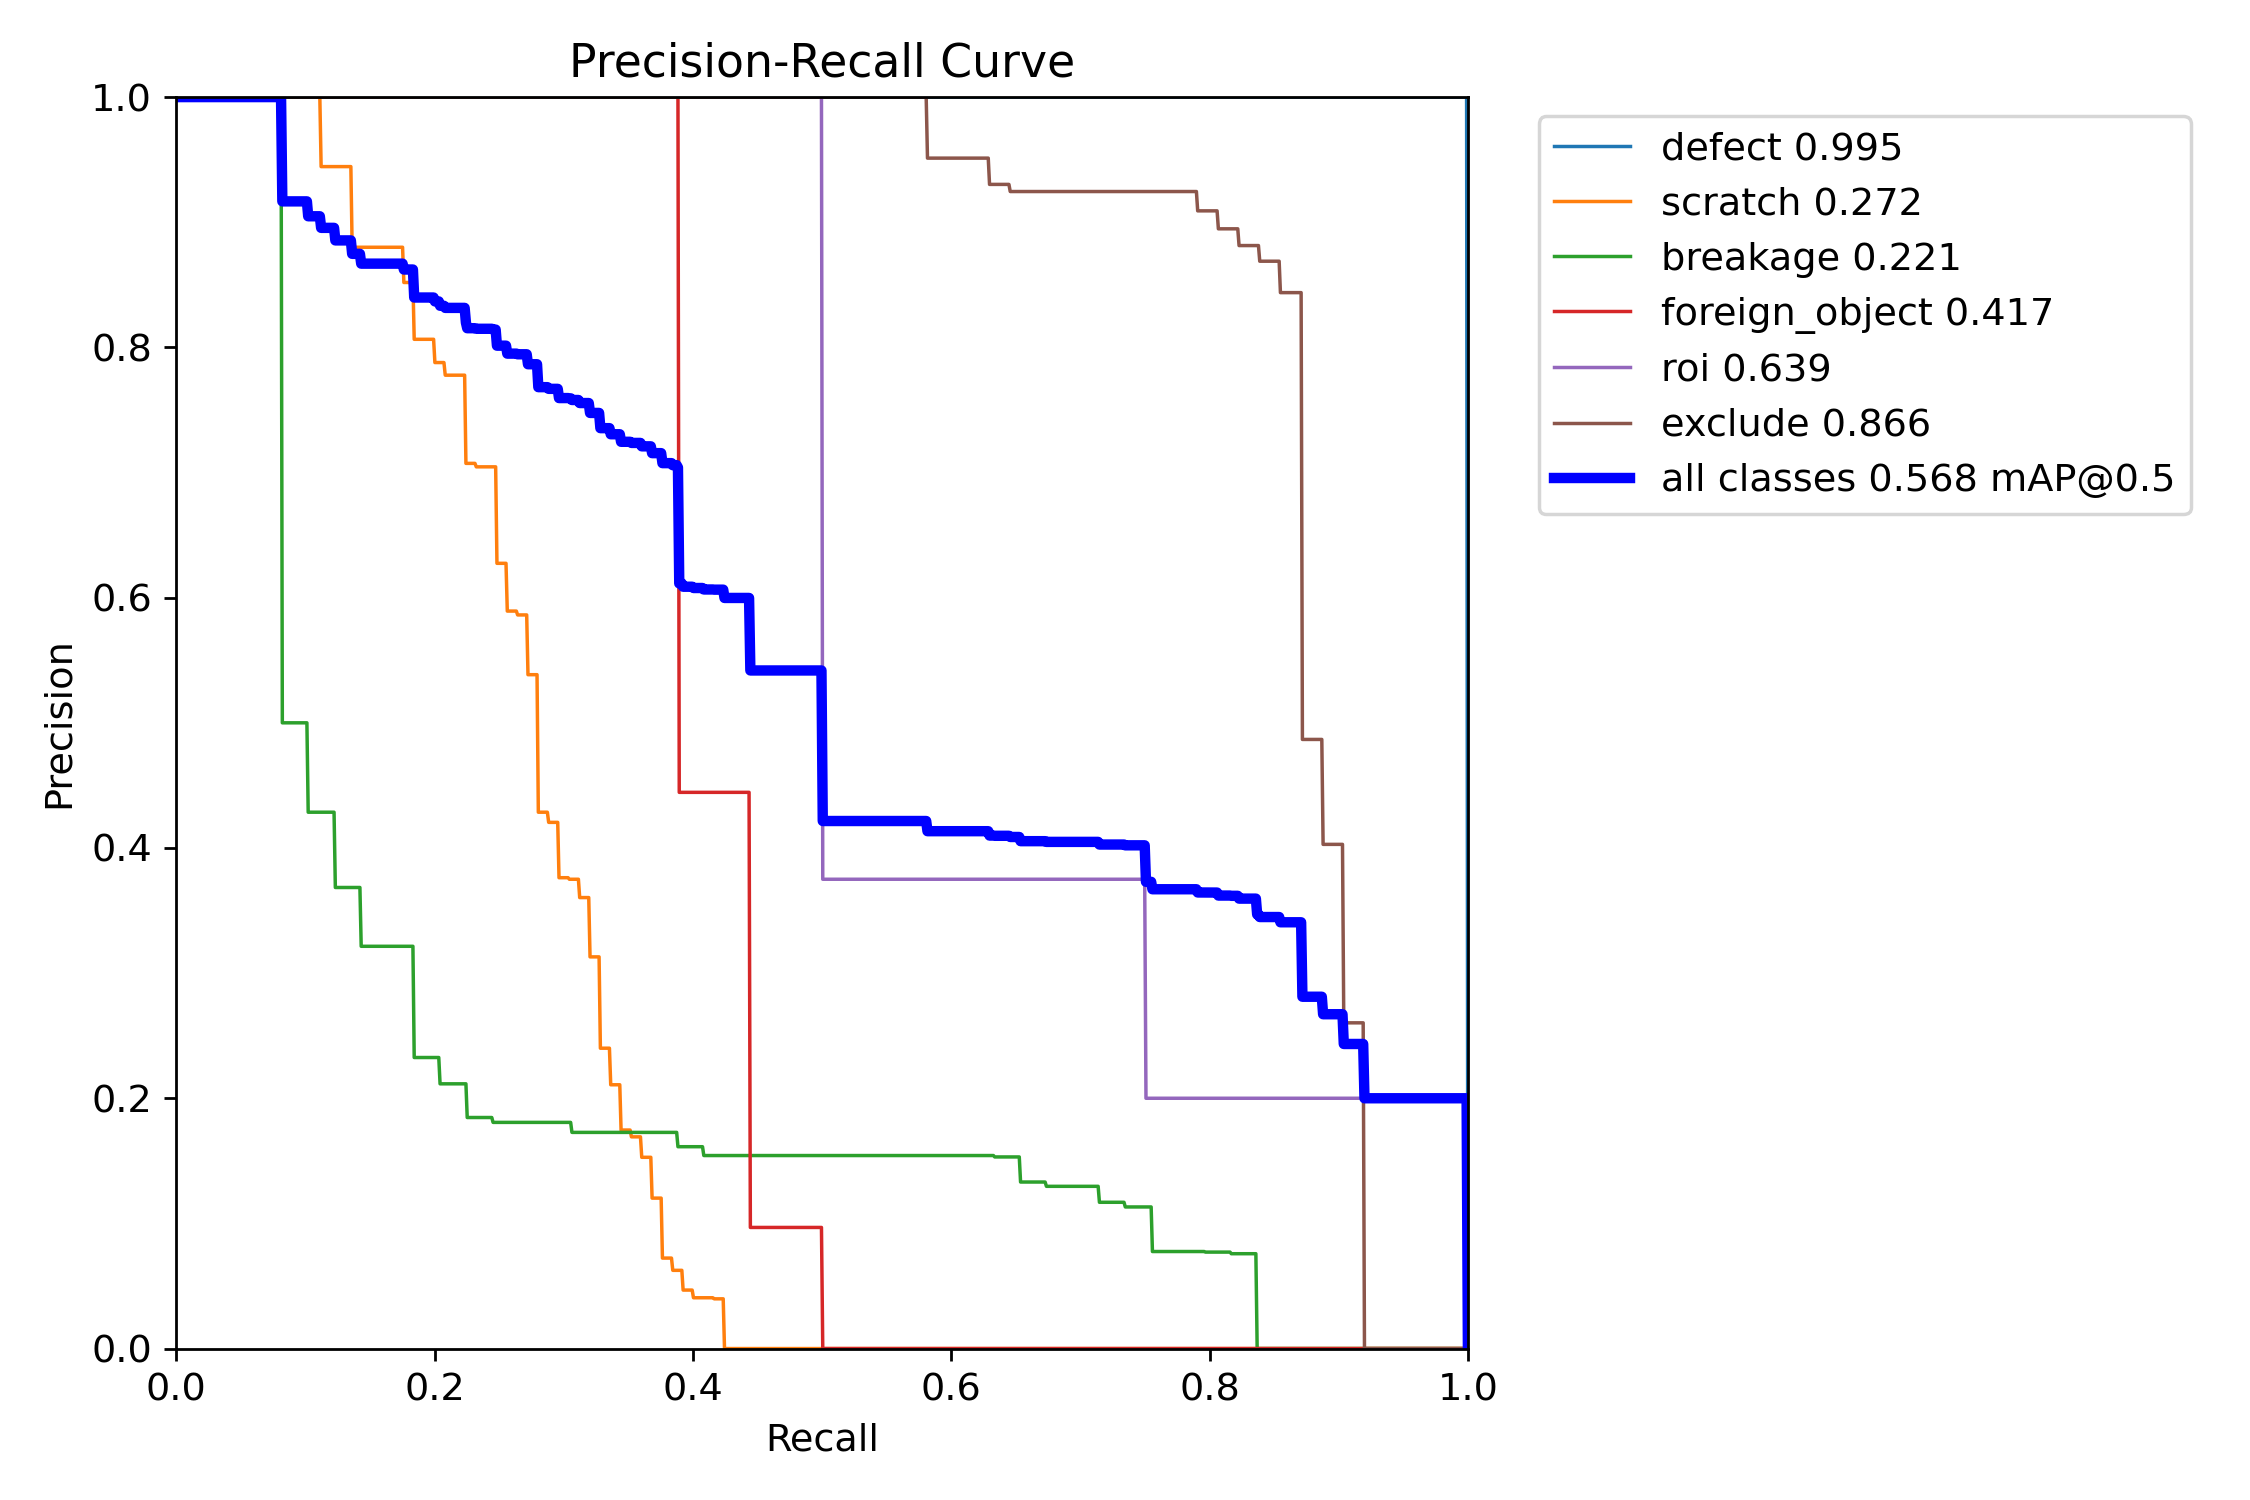 Precision-Recall Curve
1.0
0.8
0.6
0.4
0.2
0.0
Precision
0.0 0.2 0.4 0.6 0.8 1.0
Recall
defect 0.995
scratch 0.272
breakage 0.221
foreign_object 0.417
roi 0.639
exclude 0.866
all classes 0.568 mAP@0.5